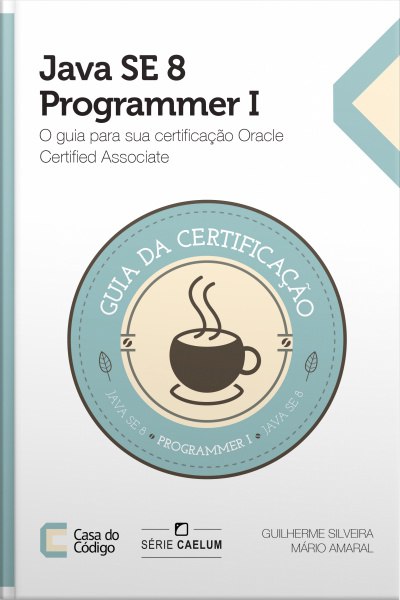 Java SE 8
Programmer I
O guia para sua certificação Oracle
Certified Associate
GUIA DA CERTIFICAÇÃO
JAVA SE 8 PROGRAMMER I JAVA SE 8
Casa do
Código
SÉRIE CAELUM
GUILHERME SILVEIRA
MÁRIO AMARAL